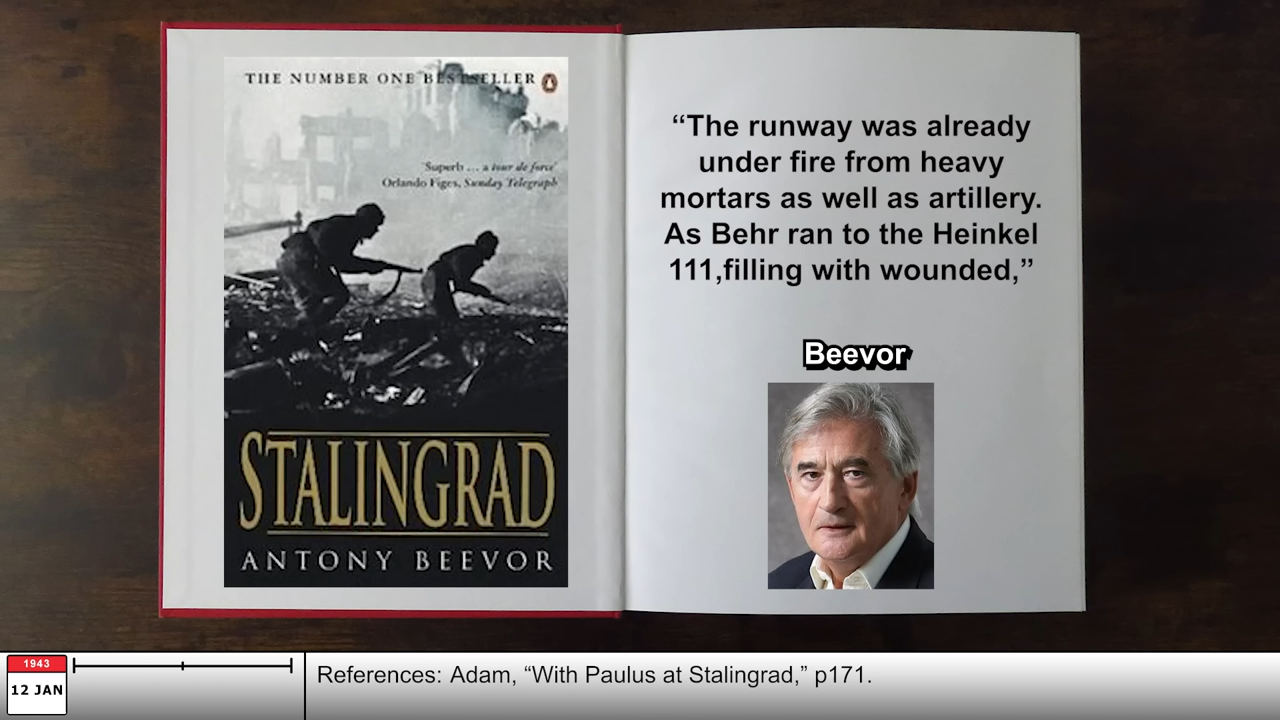 THE NUMBER ONE BESTSELLER
'Superb ... a tour de force'
Orlando Figes, Sunday Telegraph
STALINGRAD
ANTONY BEEVOR
“The runway was already
under fire from heavy
mortars as well as artillery.
As Behr ran to the Heinkel
111,filling with wounded,”
Beevor
1943
12 JAN
References: Adam, “With Paulus at Stalingrad,” p171.